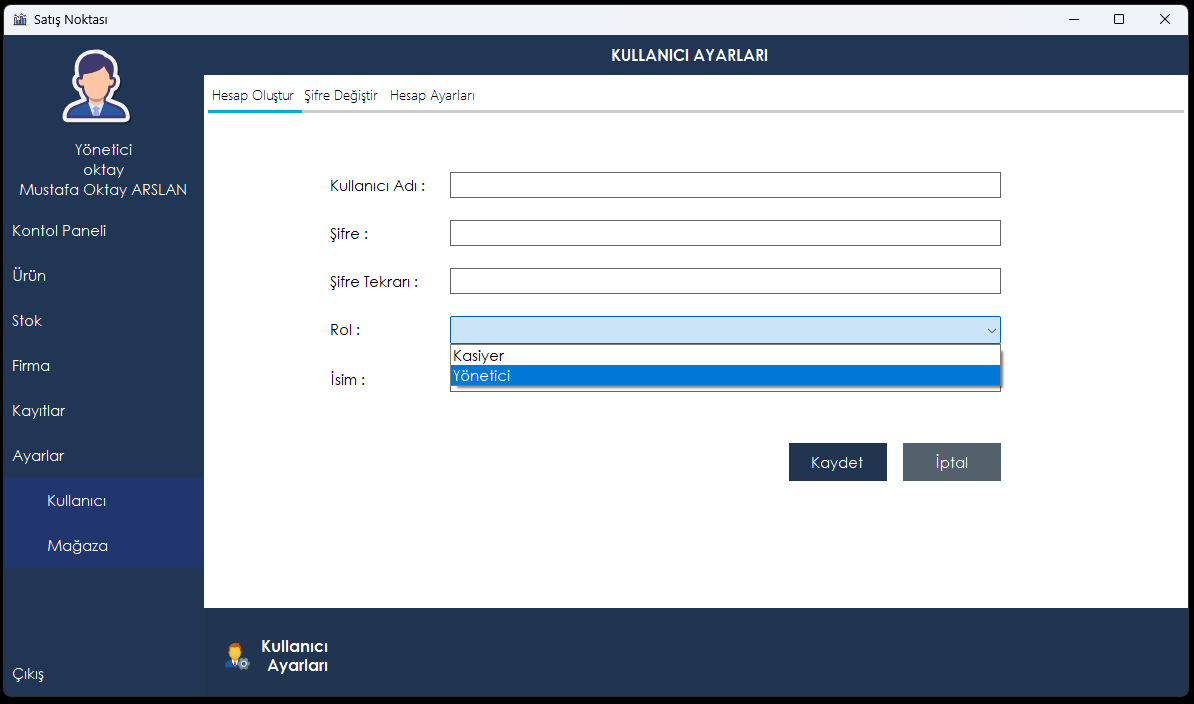 Satış Noktası
KULLANICI AYARLARI
Yönetici
oktay
Mustafa Oktay ARSLAN
Kontol Paneli
Ürün
Stok
Firma
Kayıtlar
Ayarlar
Kullanıcı
Mağaza
Çıkış
Hesap Oluştur Şifre Değiştir Hesap Ayarları
Kullanıcı Adı :
Şifre :
Şifre Tekrarı :
Rol :
Kasiyer
Yönetici
İsim :
Kaydet İptal
Kullanıcı
Ayarları